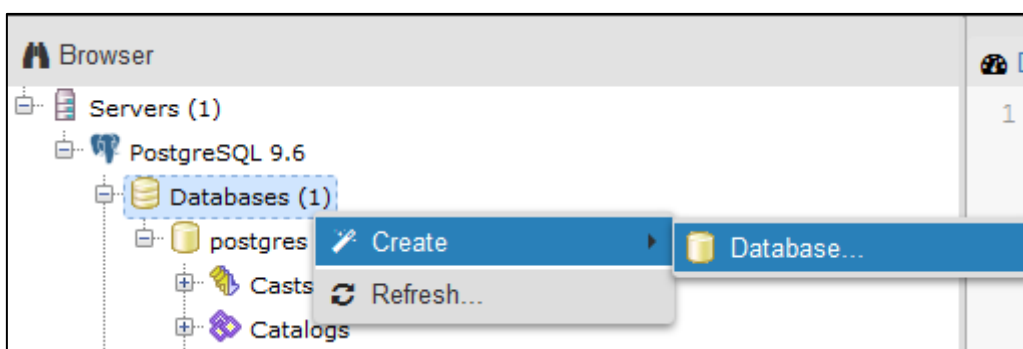 Browser
Servers (1)
1
PostgreSQL 9.6
Databases (1)
postgres
Create
Database...
Casts
Refresh...
Catalogs